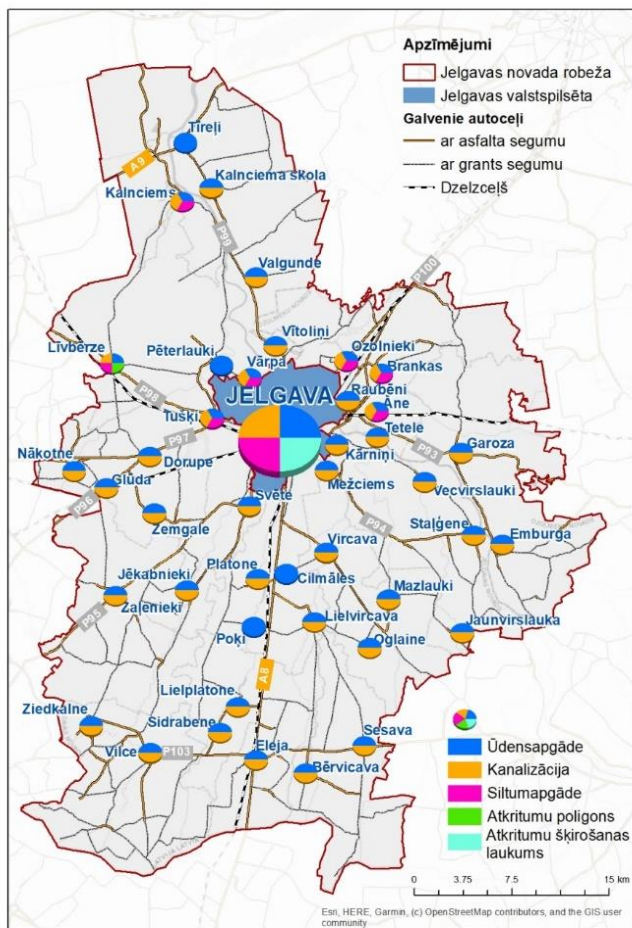 Apzīmējumi
Jelgavas novada robeža
Jelgavas valstspilsēta
Galvenie autoceļi
ar asfalta segumu
ar grants segumu
Dzelzceļš
Tīreļi
A9
Kalnciema skola
Kalnciems
P99
Valgunde
P100
Vītoliņi
Līvbērze
Pēterlauki
Vārpa
Ozolnieki
Brankas
JELGAVA
Raubēni
P98
Āne
Tušķi
Tetele
P97
P93
Garoza
Nākotne
Dorupe
Kārniņi
Glūda
Mežciems
Vecvirslauki
P96
Svēte
Zemgale
P94
Staļģene
Emburga
Vircava
Platone
Jēkabnieki
Cilmāles
Mazlauki
Zaļenieki
P95
Lielvircava
Jaunvirslauka
Poķi
Oglaine
A8
Lielplatone
Ziedkalne
Sidrabene
Sesava
Vilce
P103
Eleja
Bērvicava
Ūdensapgāde
Kanalizācija
Siltumapgāde
Atkritumu poligons
Atkritumu šķirošanas
laukums
0 3.75 7.5 15 km
Esri, HERE, Garmin, (c) OpenStreetMap contributors, and the GIS user
community